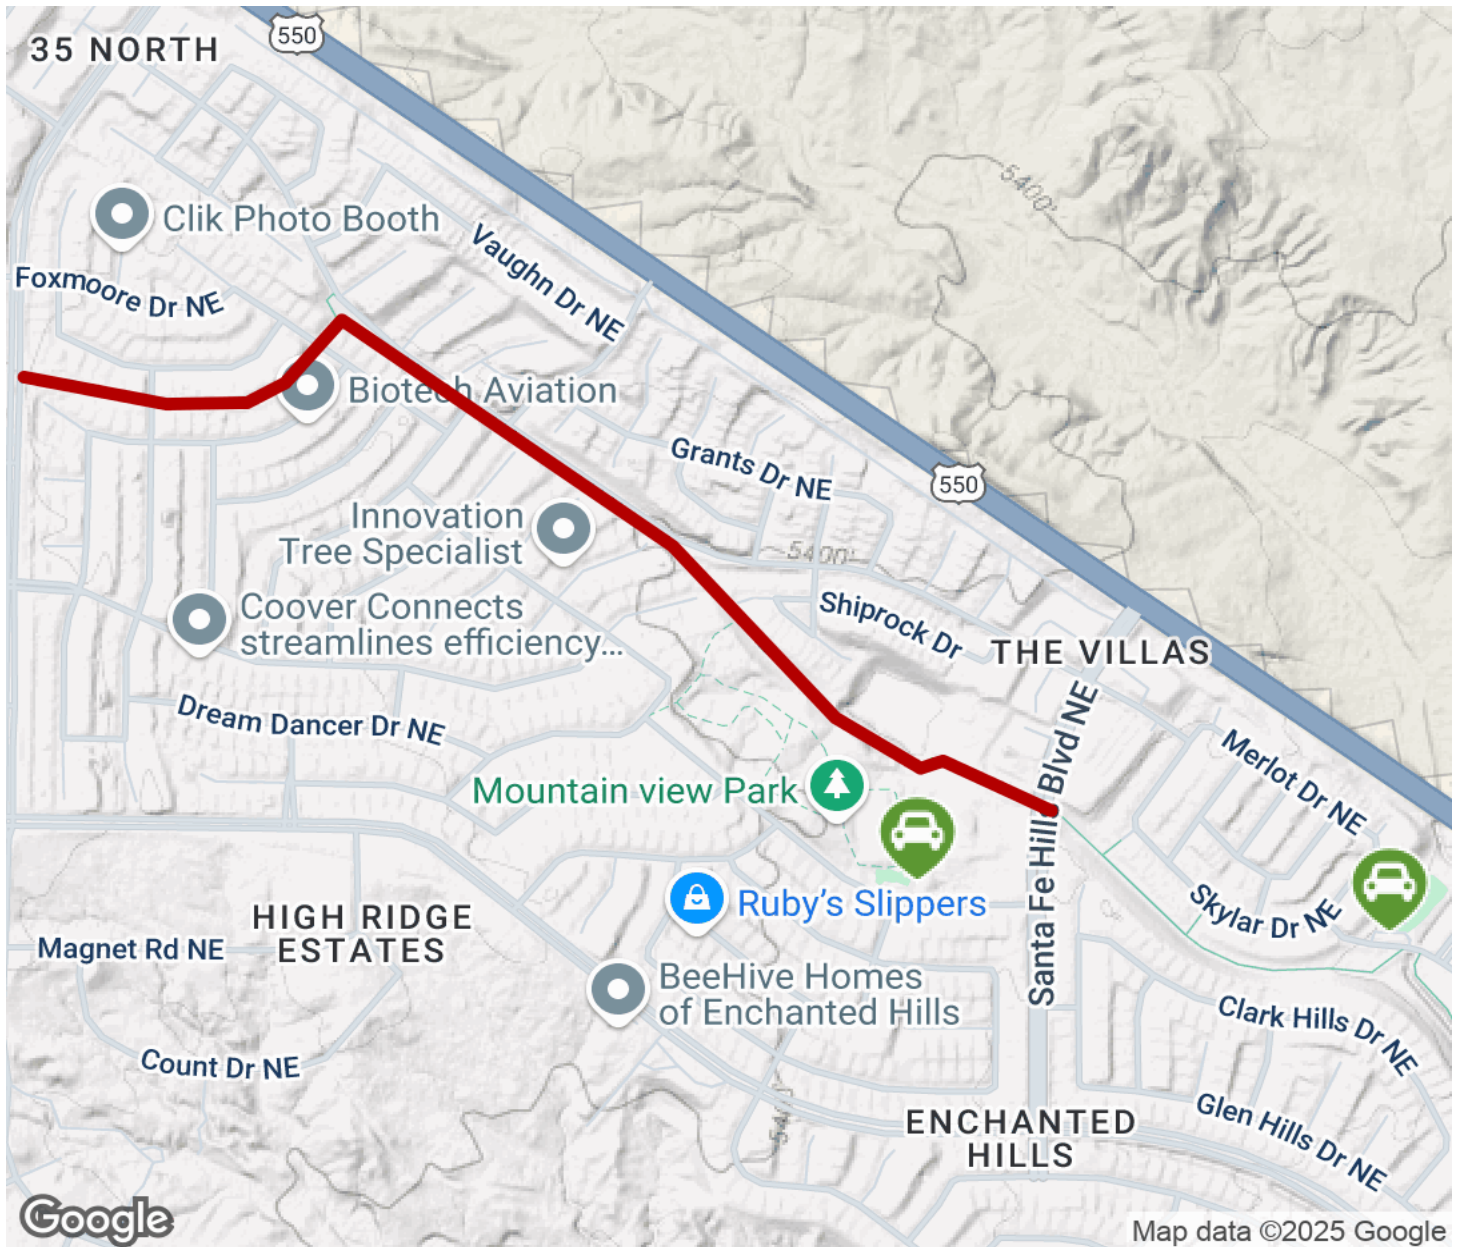 35 NORTH
550
Clik Photo Booth
Foxmoore Dr NE
Vaughn Dr NE
5400'
Biotech Aviation
Grants Dr NE
550
Innovation
Tree Specialist
5400'
Coover Connects
streamlines efficiency...
Shiprock Dr
THE VILLAS
Dream Dancer Dr NE
Santa Fe Hills Blvd NE
Merlot Dr NE
Mountain view Park
Ruby's Slippers
Skylar Dr NE
HIGH RIDGE
ESTATES
Magnet Rd NE
BeeHive Homes
of Enchanted Hills
Clark Hills Dr NE
Count Dr NE
Glen Hills Dr NE
ENCHANTED
HILLS
Google
Map data ©2025 Google